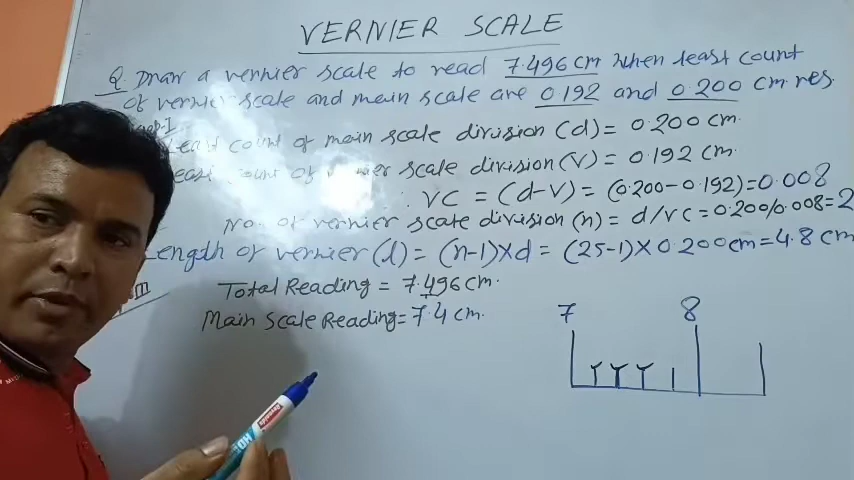 VERNIER SCALE
Q. Draw a vernier scale to read 7.496 cm when least count
of vernier scale and main scale are 0.192 and 0.200 cm. res.
Least count of main scale division (d) = 0.200 cm.
Least count of vernier scale division (v) = 0.192 cm.
∴ VC = (d-v) = (0.200-0.192)=0.008
No. of vernier scale division (n) = d/vc = 0.200/0.008=2
Length of vernier (l) = (n-1)xd = (25-1)X0.200cm=4.8 cm
Total Reading = 7.496 cm.
Main Scale Reading=7.4 cm.
7 8